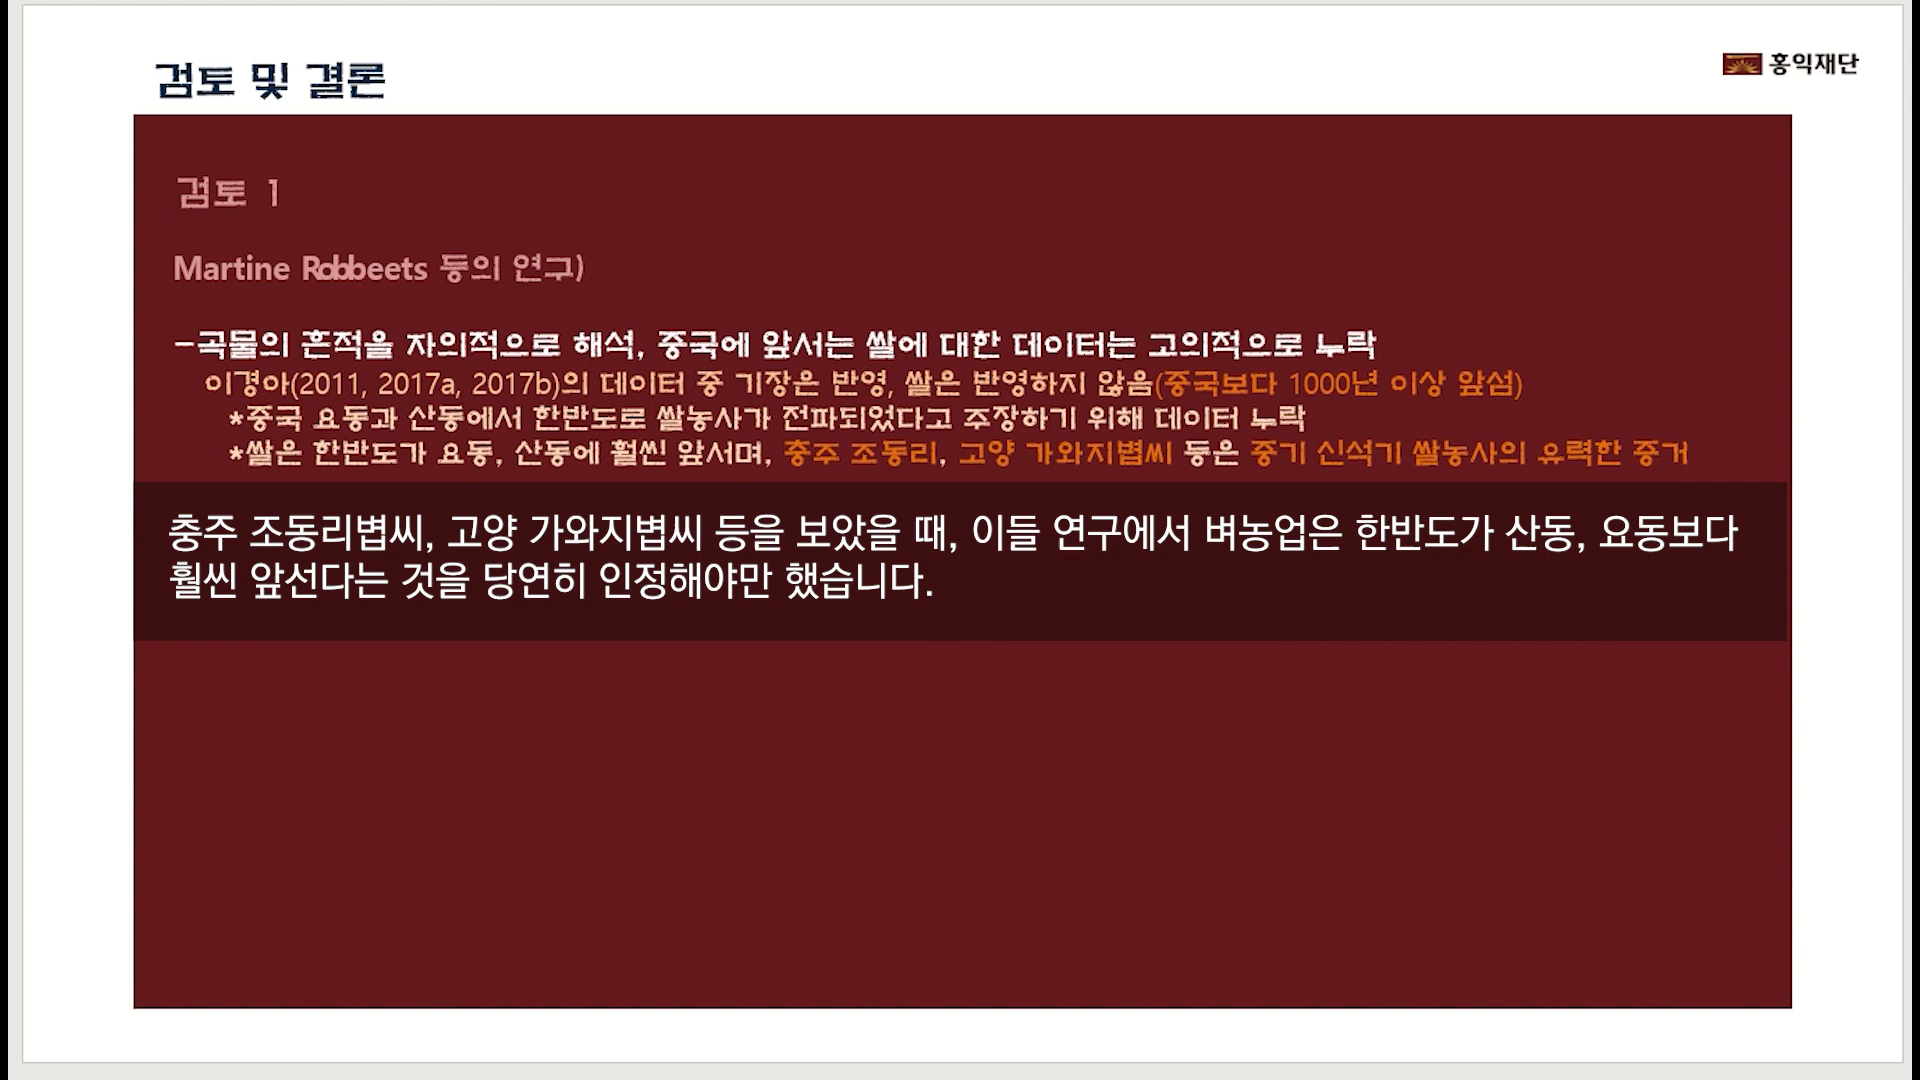 검토 및 결론
홍익재단
검토 1
Martine Robbeets 등의 연구)
-곡물의 흔적을 자의적으로 해석, 중국에 앞서는 쌀에 대한 데이터는 고의적으로 누락
이경아(2011, 2017a, 2017b)의 데이터 중 기장은 반영, 쌀은 반영하지 않음(중국보다 1000년 이상 앞섬)
*중국 요동과 산동에서 한반도로 쌀농사가 전파되었다고 주장하기 위해 데이터 누락
*쌀은 한반도가 요동, 산동에 훨씬 앞서며, 충주 조동리, 고양 가와지볍씨 등은 중기 신석기 쌀농사의 유력한 증거
충주 조동리볍씨, 고양 가와지볍씨 등을 보았을 때, 이들 연구에서 벼농업은 한반도가 산동, 요동보다
훨씬 앞선다는 것을 당연히 인정해야만 했습니다.